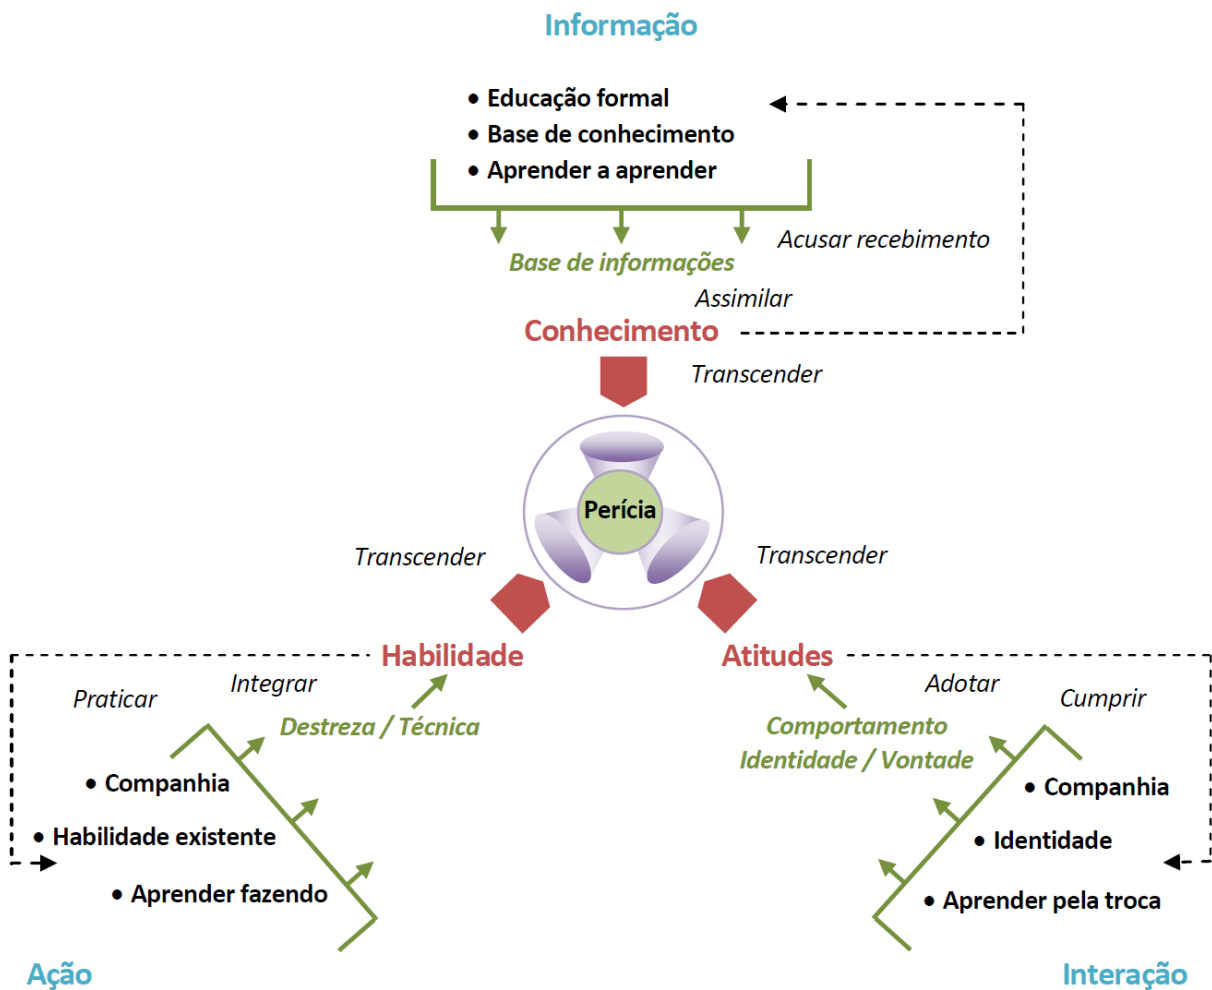 Informação
• Educação formal
• Base de conhecimento
• Aprender a aprender
Acusar recebimento
Base de informações
Assimilar
Conhecimento
Transcender
Perícia
Transcender
Transcender
Habilidade
Atitudes
Integrar
Praticar
Adotar
Cumprir
Destreza / Técnica
Comportamento
Identidade / Vontade
• Companhia
• Habilidade existente
• Aprender fazendo
• Companhia
• Identidade
• Aprender pela troca
Ação
Interação